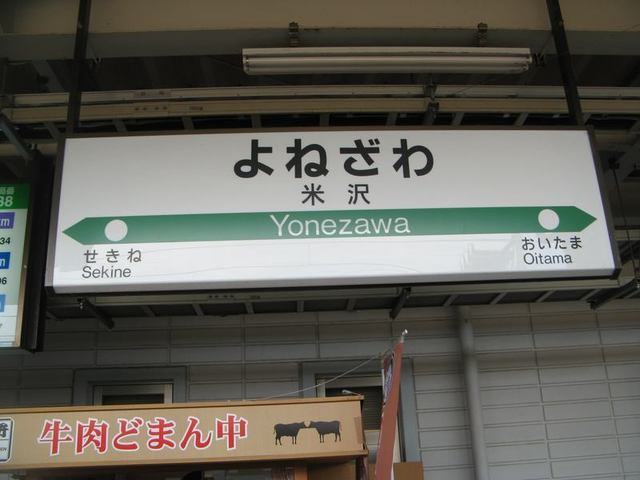 よねざわ
米沢
Yonezawa
せきね
Sekine
おいたま
Oitama
牛肉どまん中